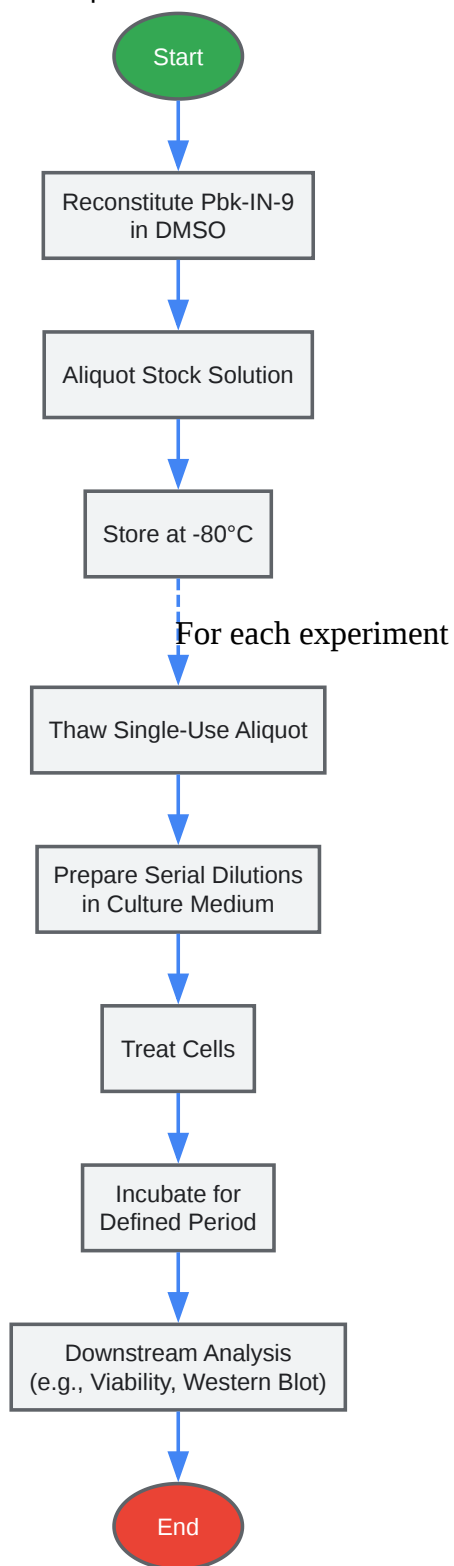 Start
Reconstitute Pbk-IN-9
in DMSO
Aliquot Stock Solution
Store at -80°C
For each experiment
Thaw Single-Use Aliquot
Prepare Serial Dilutions
in Culture Medium
Treat Cells
Incubate for
Defined Period
Downstream Analysis
(e.g., Viability, Western Blot)
End